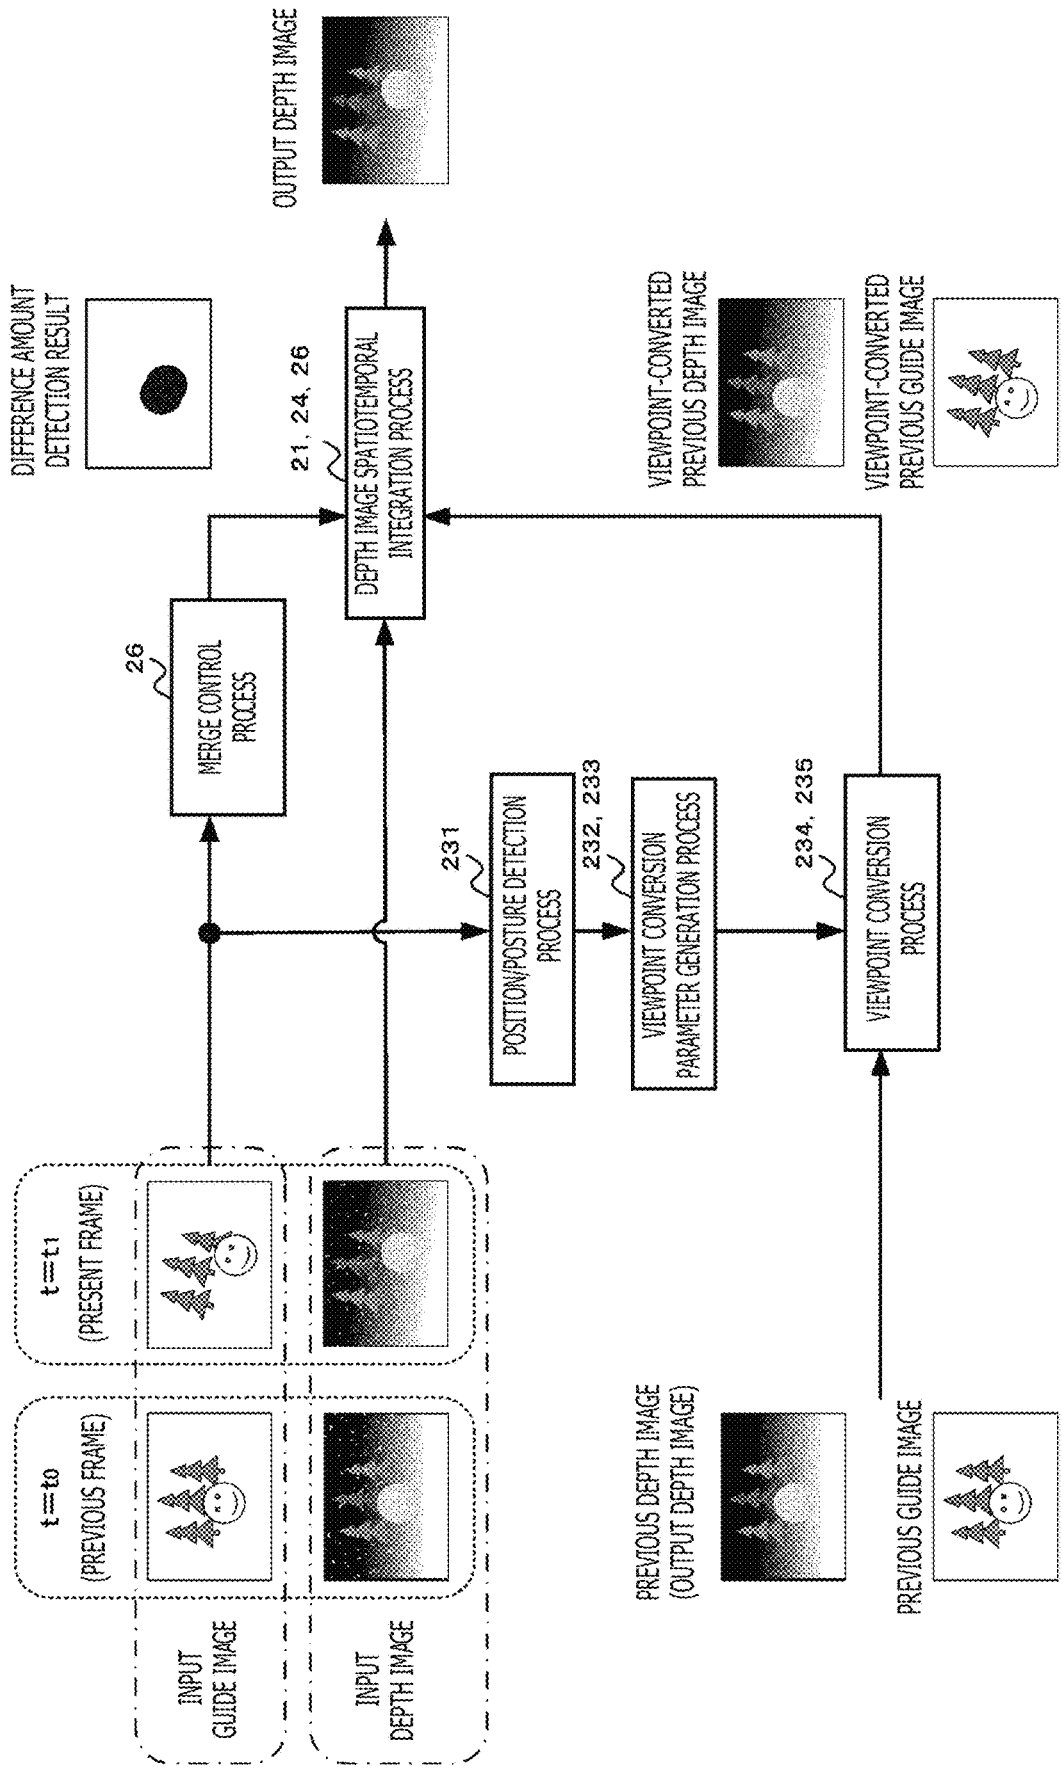 t=t0
(PREVIOUS FRAME)
t=t1
(PRESENT FRAME)
INPUT
GUIDE IMAGE
INPUT
DEPTH IMAGE
26
MERGE CONTROL
PROCESS
DIFFERENCE AMOUNT
DETECTION RESULT
21, 24, 26
DEPTH IMAGE SPATIOTEMPORAL
INTEGRATION PROCESS
OUTPUT DEPTH IMAGE
231
POSITION/POSTURE DETECTION
PROCESS
232, 233
VIEWPOINT CONVERSION
PARAMETER GENERATION PROCESS
PREVIOUS DEPTH IMAGE
(OUTPUT DEPTH IMAGE)
PREVIOUS GUIDE IMAGE
234, 235
VIEWPOINT CONVERSION
PROCESS
VIEWPOINT-CONVERTED
PREVIOUS DEPTH IMAGE
VIEWPOINT-CONVERTED
PREVIOUS GUIDE IMAGE